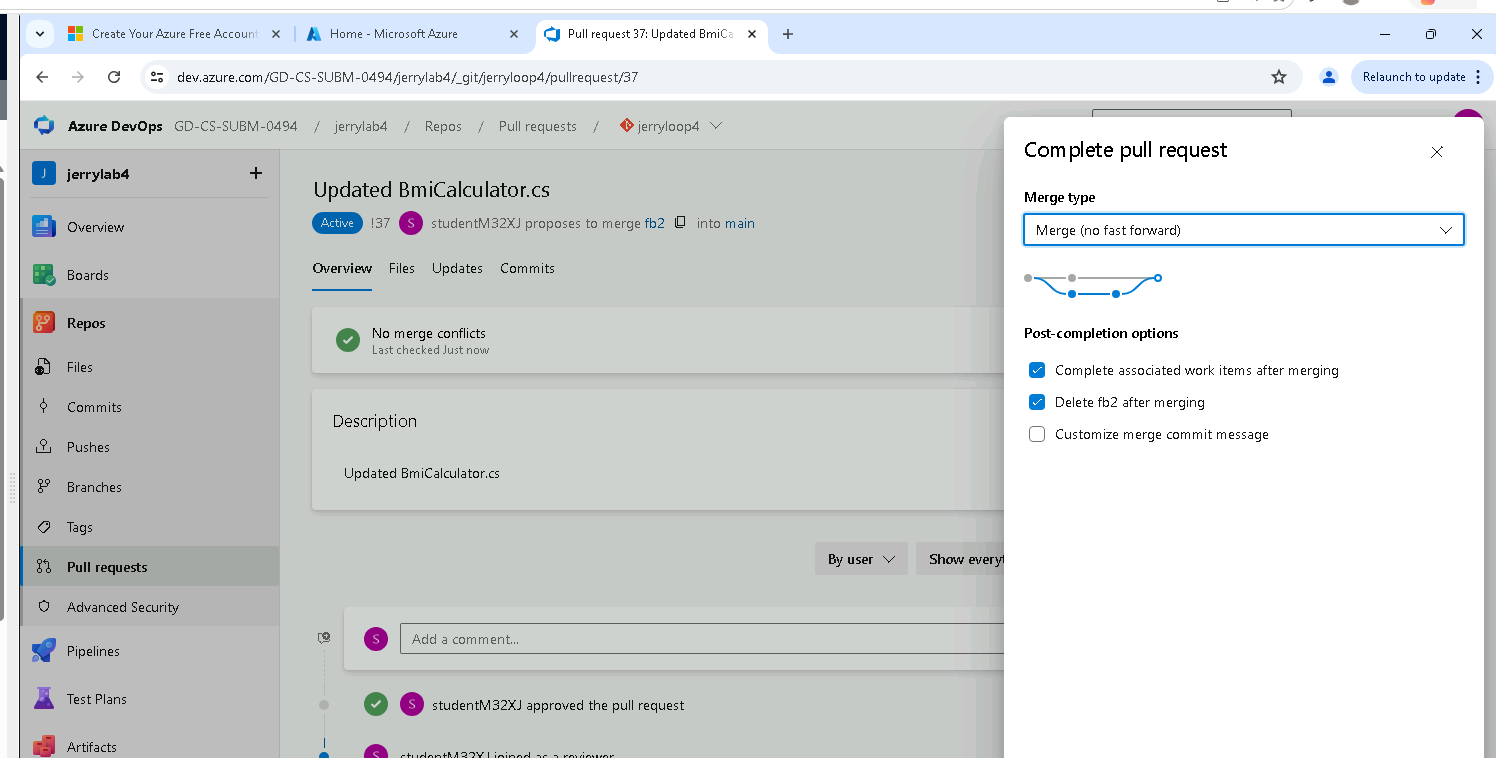 Create Your Azure Free Account
Home - Microsoft Azure
Pull request 37: Updated BmiCa
dev.azure.com/GD-CS-SUBM-0494/jerrylab4/_git/jerryloop4/pullrequest/37
Relaunch to update
Azure DevOps GD-CS-SUBM-0494 / jerrylab4 / Repos / Pull requests / jerryloop4
J jerrylab4 +
Overview
Boards
Repos
Files
Commits
Pushes
Branches
Tags
Pull requests
Advanced Security
Pipelines
Test Plans
Artifacts
Updated BmiCalculator.cs
Active !37 S studentM32XJ proposes to merge fb2 into main
Overview Files Updates Commits
No merge conflicts
Last checked Just now
Description
Updated BmiCalculator.cs
By user Show everyt
S Add a comment...
S studentM32XJ approved the pull request
S studentM32XJ joined as a reviewer
Complete pull request
Merge type
Merge (no fast forward)
Post-completion options
Complete associated work items after merging
Delete fb2 after merging
Customize merge commit message